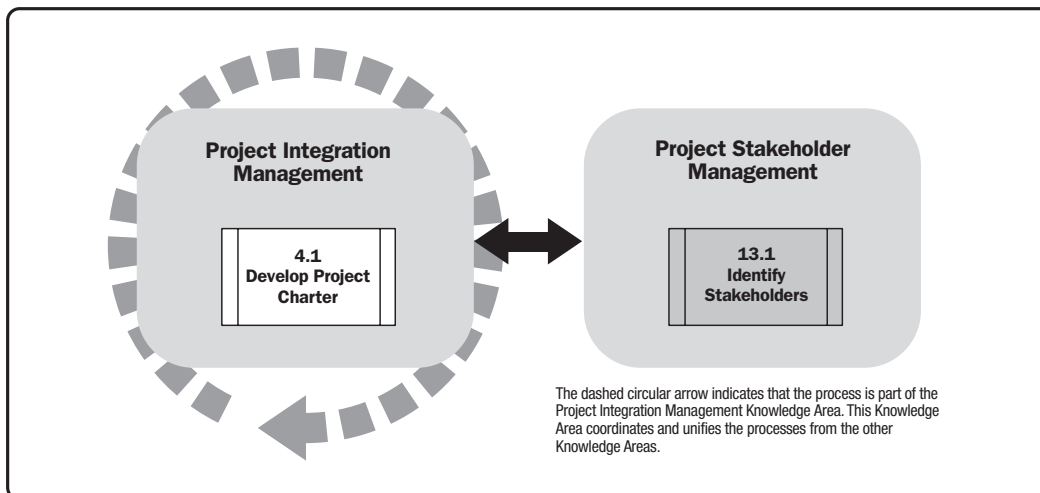 Project Integration
Management
4.1
Develop Project
Charter
Project Stakeholder
Management
13.1
Identify
Stakeholders
The dashed circular arrow indicates that the process is part of the
Project Integration Management Knowledge Area. This Knowledge
Area coordinates and unifies the processes from the other
Knowledge Areas.